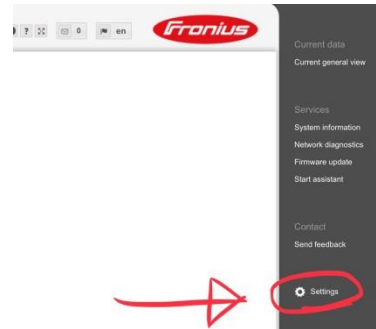 ? 0 en Fronius
Current data
Current general view
Services
System information
Network diagnostics
Firmware update
Start assistant
Contact
Send feedback
Settings